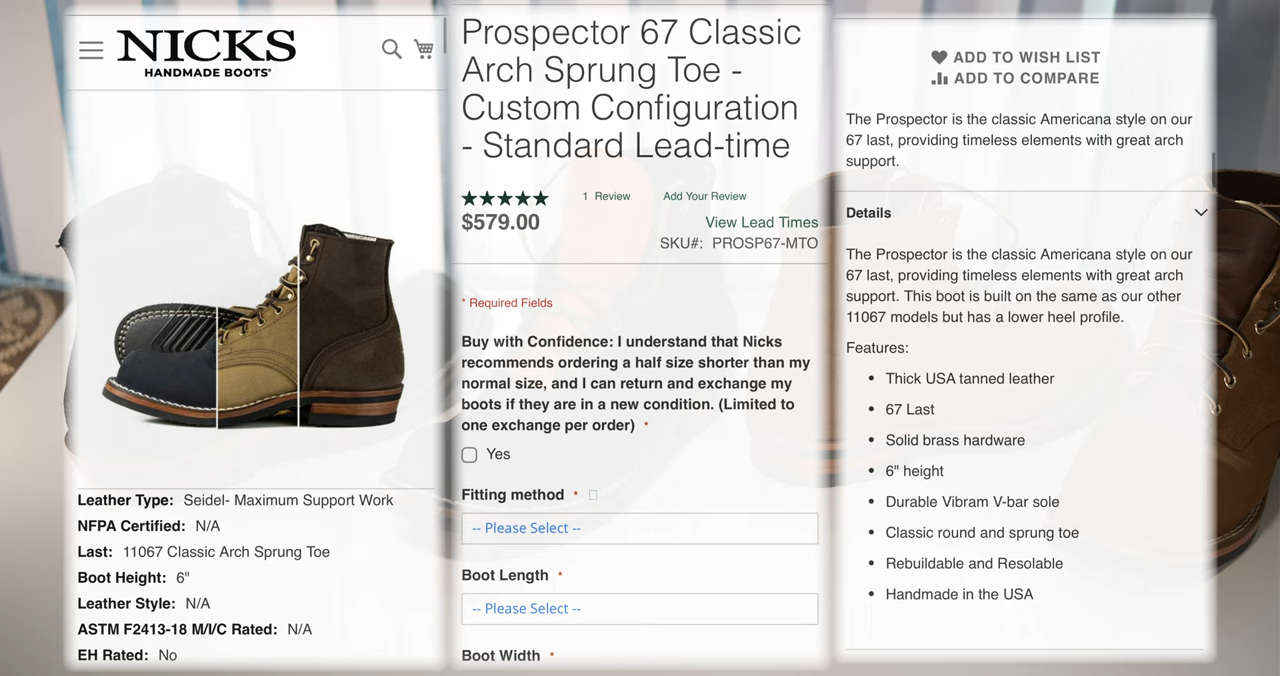 NICKS
HANDMADE BOOTS®
Leather Type: Seidel- Maximum Support Work
NFPA Certified: N/A
Last: 11067 Classic Arch Sprung Toe
Boot Height: 6"
Leather Style: N/A
ASTM F2413-18 M/I/C Rated: N/A
EH Rated: No
Prospector 67 Classic
Arch Sprung Toe -
Custom Configuration
- Standard Lead-time
1 Review Add Your Review
$579.00
View Lead Times
SKU#: PROSP67-MTO
* Required Fields
Buy with Confidence: I understand that Nicks
recommends ordering a half size shorter than my
normal size, and I can return and exchange my
boots if they are in a new condition. (Limited to
one exchange per order) *
Yes
Fitting method *
-- Please Select --
Boot Length *
-- Please Select --
Boot Width *
ADD TO WISH LIST
ADD TO COMPARE
The Prospector is the classic Americana style on our
67 last, providing timeless elements with great arch
support.
Details
The Prospector is the classic Americana style on our
67 last, providing timeless elements with great arch
support. This boot is built on the same as our other
11067 models but has a lower heel profile.
Features:
• Thick USA tanned leather
• 67 Last
• Solid brass hardware
• 6" height
• Durable Vibram V-bar sole
• Classic round and sprung toe
• Rebuildable and Resolable
• Handmade in the USA